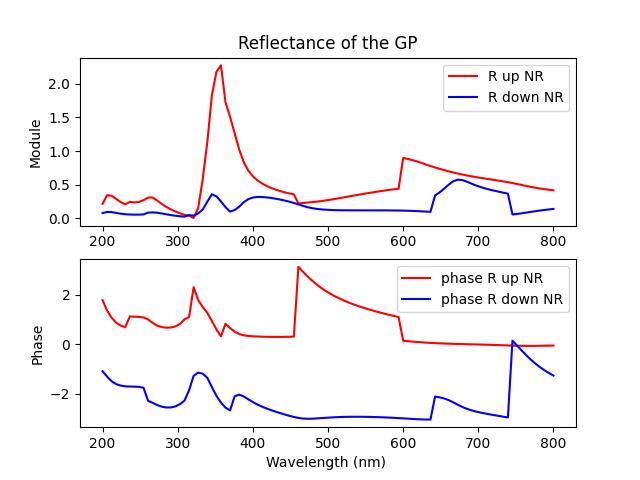 Reflectance of the GP
Module
2.0
1.5
1.0
0.5
0.0
R up NR
R down NR
200 300 400 500 600 700 800
Phase
2
0
−2
phase R up NR
phase R down NR
200 300 400 500 600 700 800
Wavelength (nm)